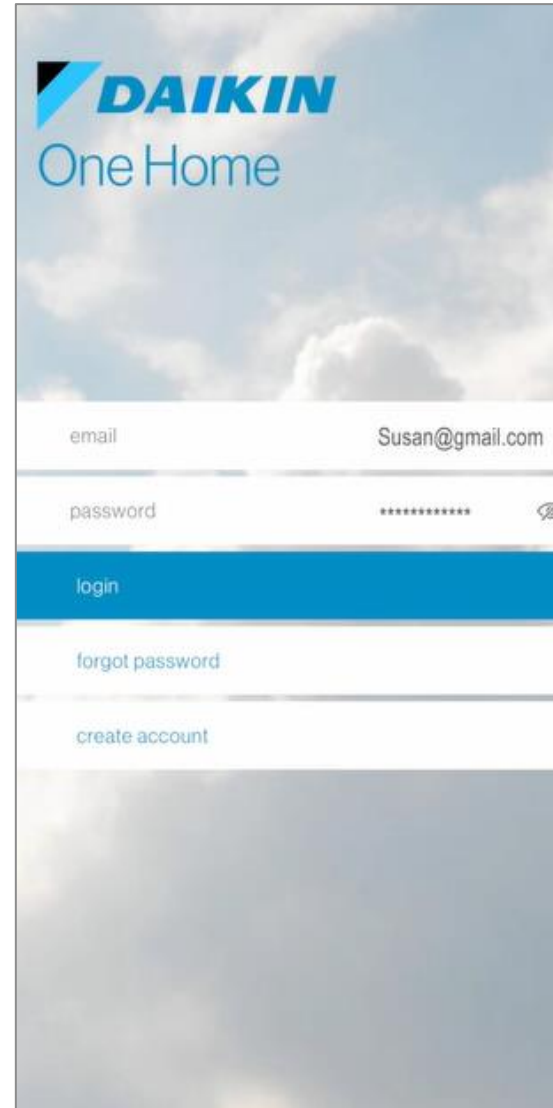 DAIKIN
One Home
email Susan@gmail.com
password ************
login
forgot password
create account